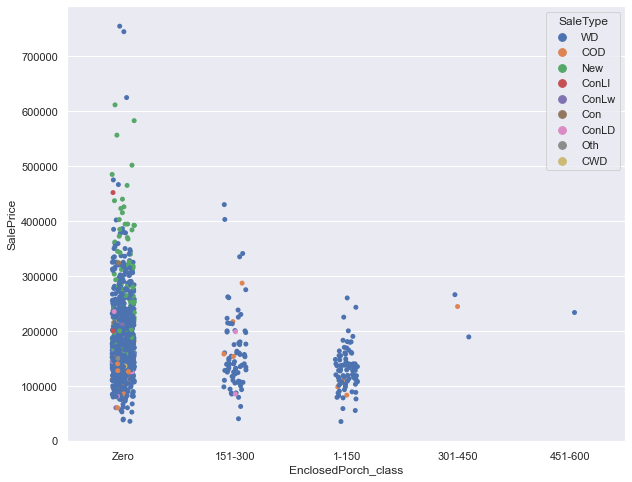 SaleType
WD
COD
New
ConLI
ConLw
Con
ConLD
Oth
CWD
SalePrice
700000
600000
500000
400000
300000
200000
100000
0
Zero
151-300
1-150
301-450
451-600
EnclosedPorch_class